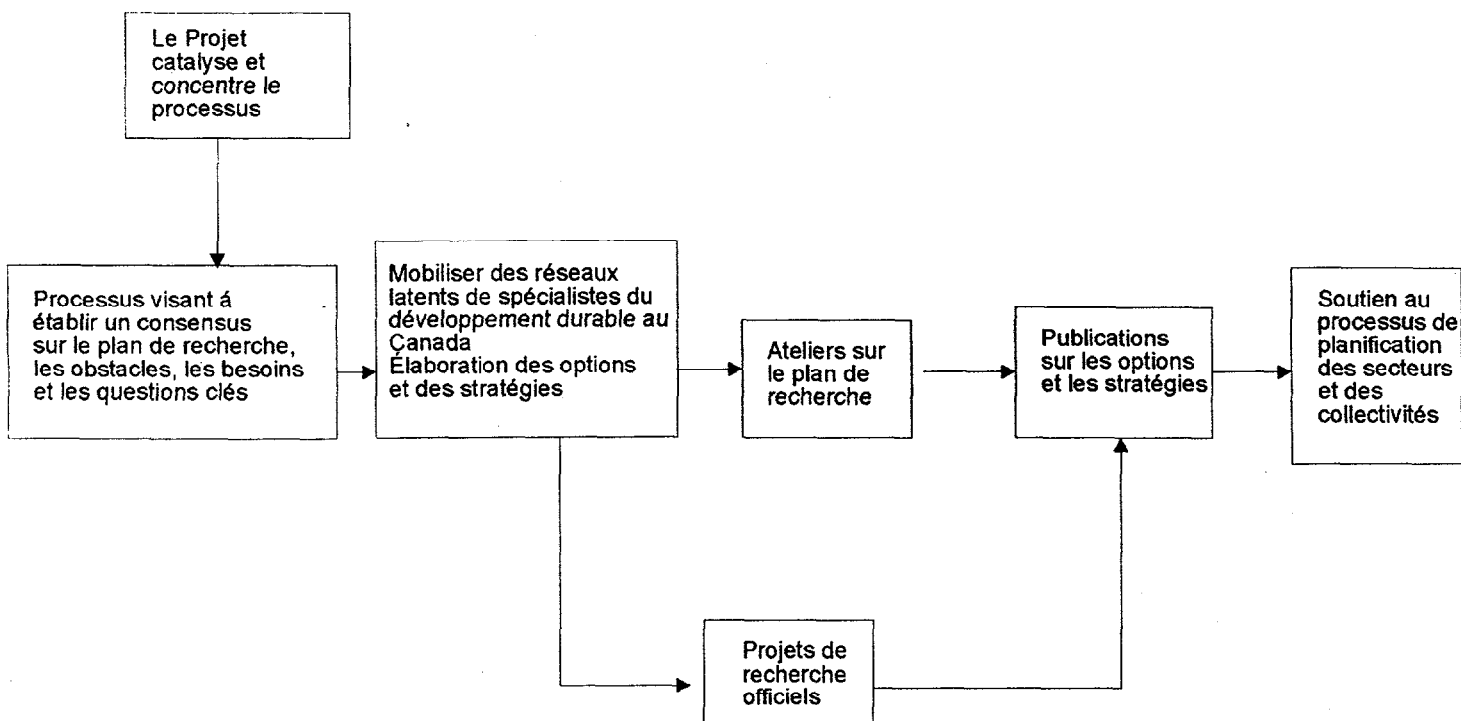 Le Projet
catalyse et
concentre le
processus
Processus visant á
établir un consensus
sur le plan de recherche,
les obstacles, les besoins
et les questions clés
Mobiliser des réseaux
latents de spécialistes du
développement durable au
Canada
Élaboration des options
et des stratégies
Ateliers sur
le plan de
recherche
Publications
sur les options
et les stratégies
Soutien au
processus de
planification
des secteurs
et des
collectivités
Projets de
recherche
officiels